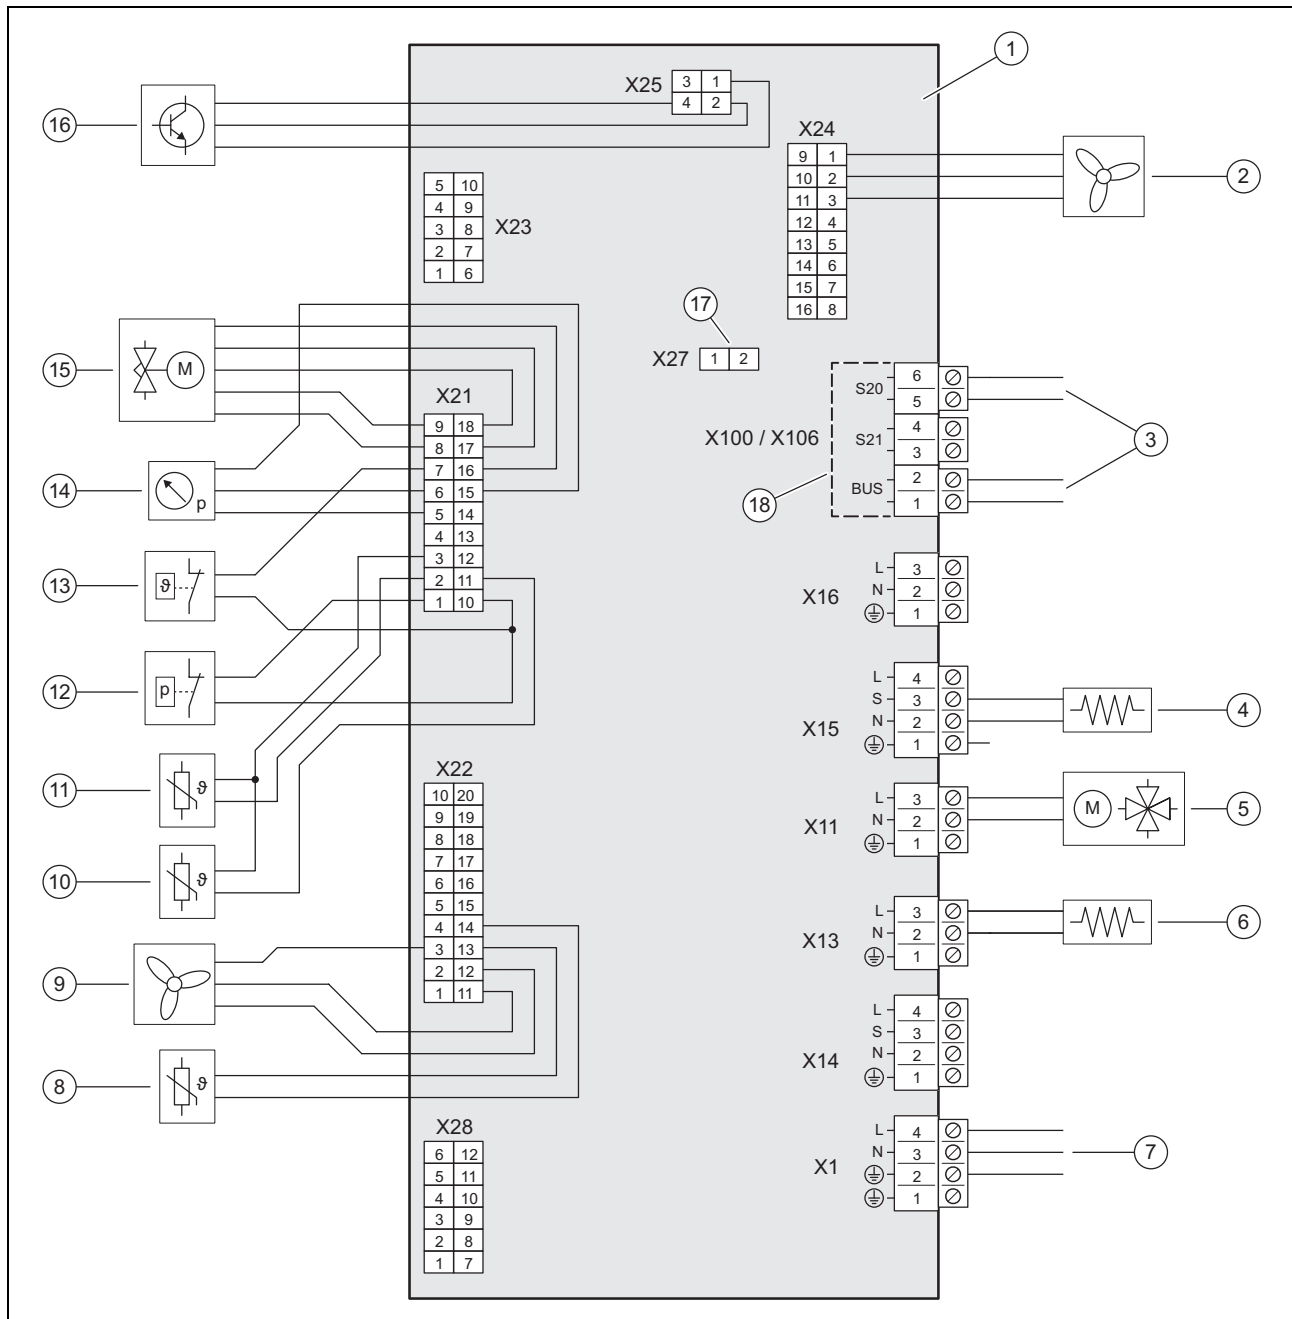 1
X25
3 1
4 2
16
X24
9 1
10 2
11 3
12 4
13 5
14 6
15 7
16 8
2
5 10
4 9
3 8
2 7
1 6
X23
17
X27
1 2
15
M
X21
9 18
8 17
7 16
6 15
5 14
4 13
3 12
2 11
1 10
X100 / X106
S20
S21
BUS
6
5
4
3
2
1
3
18
14
p
13
ϑ
X16
L 3
N 2
1
12
p
X15
L 4
S 3
N 2
1
4
11
ϑ
X22
10 20
9 19
8 18
7 17
6 16
5 15
4 14
3 13
2 12
1 11
X11
L 3
N 2
1
M
5
10
ϑ
X13
L 3
N 2
1
6
9
X14
L 4
S 3
N 2
1
8
ϑ
X28
6 12
5 11
4 10
3 9
2 8
1 7
X1
L 4
N 3
2
1
7